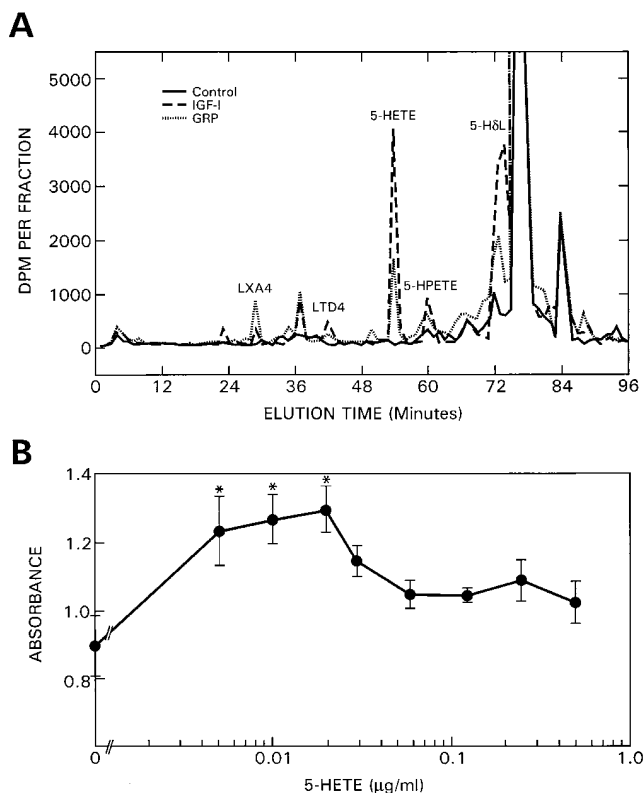 A
5000
4000
3000
2000
1000
0
DPM PER FRACTION
Control
IGF-I
GRP
LXA4
LTD4
5-HETE
5-HPETE
5-HδL
0 12 24 36 48 60 72 84 96
ELUTION TIME (Minutes)
B
1.4
1.2
1.0
0.8
ABSORBANCE
* * *
0 0.01 0.1 1.0
5-HETE (µg/ml)